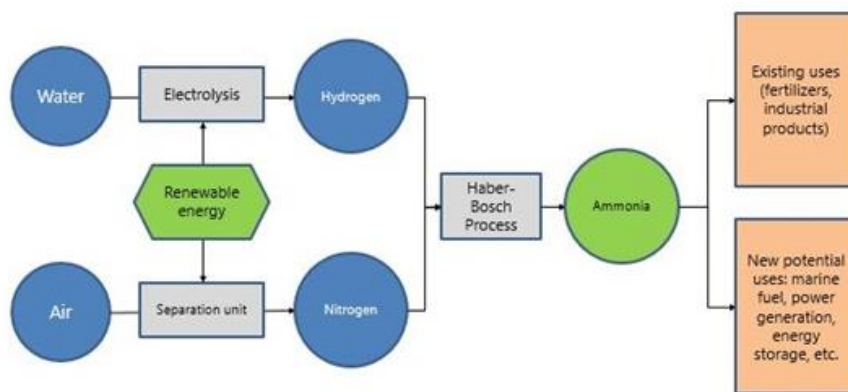 Water
Electrolysis
Hydrogen
Renewable
energy
Air
Separation unit
Nitrogen
Haber-
Bosch
Process
Ammonia
Existing uses
(fertilizers,
industrial
products)
New potential
uses: marine
fuel, power
generation,
energy
storage, etc.